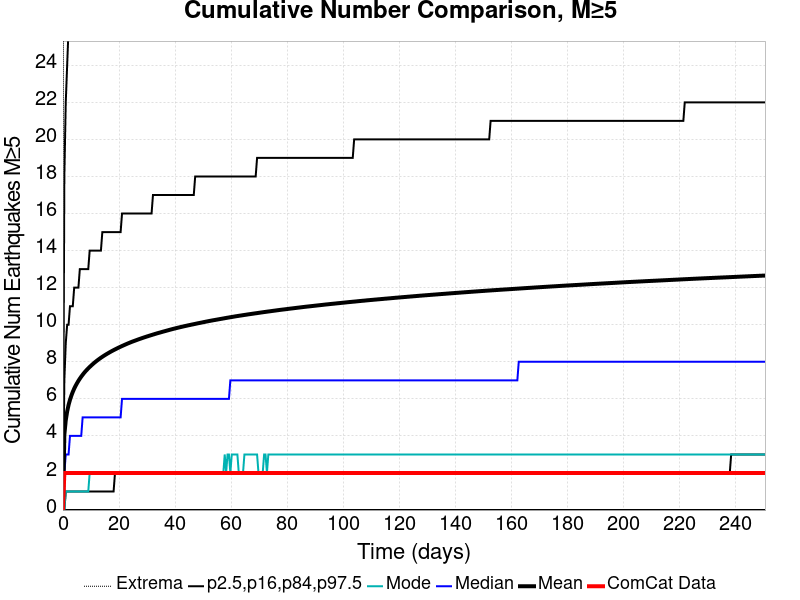 Cumulative Number Comparison, M≥5
Cumulative Num Earthquakes M≥5
24
22
20
18
16
14
12
10
8
6
4
2
0
0 20 40 60 80 100 120 140 160 180 200 220 240
Time (days)
Extrema p2.5,p16,p84,p97.5 Mode Median Mean ComCat Data